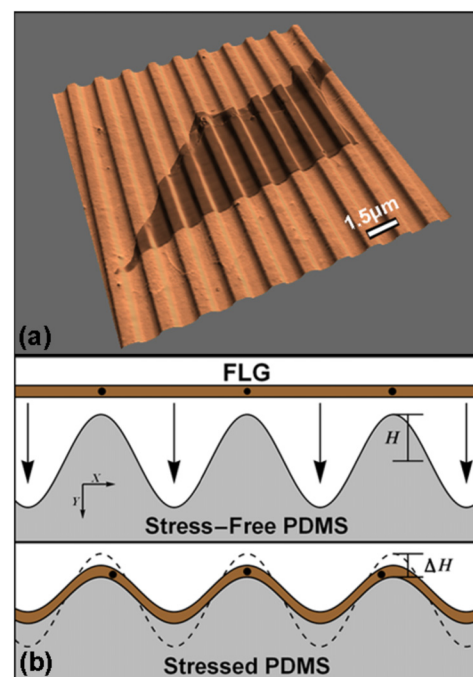 1.5μm
(a)
FLG
H
X
Y
Stress–Free PDMS
ΔH
(b)
Stressed PDMS